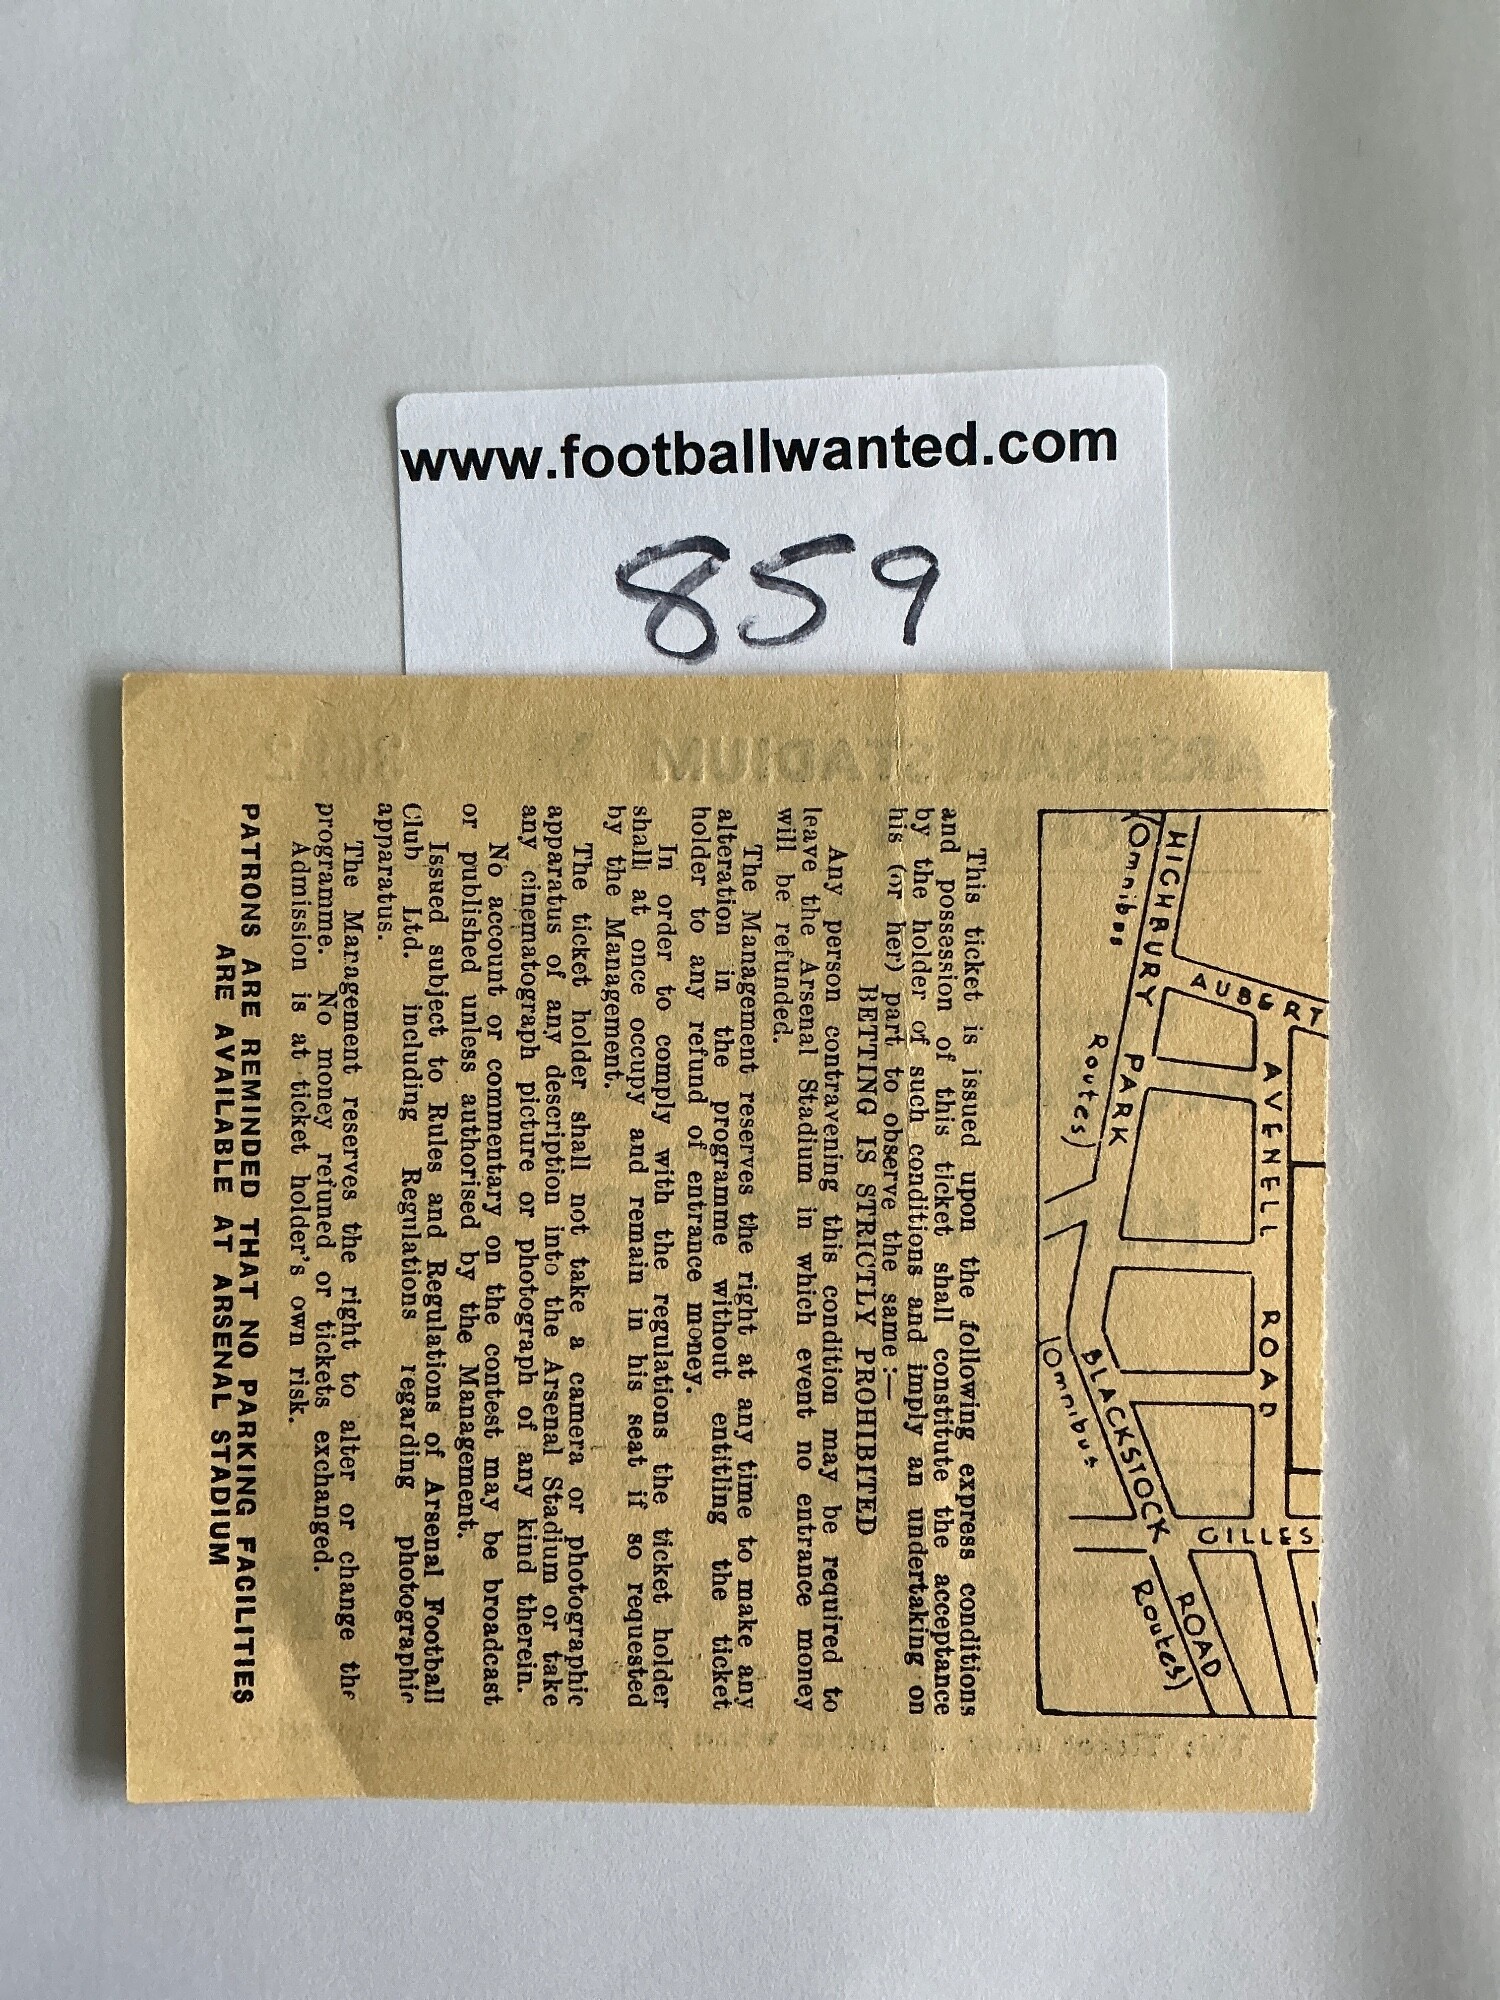 www.footballwanted.com
859
HIGHBURY PARK
(Omnibus Routes)
AUBERT
AVENELL ROAD
BLACKSTOCK ROAD
(Omnibus Routes)
GILLES
This ticket is issued upon the following express conditions
and possession of this ticket shall constitute the acceptance
by the holder of such conditions and imply an undertaking on
his (or her) part to observe the same:—
BETTING IS STRICTLY PROHIBITED
Any person contravening this condition may be required to
leave the Arsenal Stadium in which event no entrance money
will be refunded.
The Management reserves the right at any time to make any
alteration in the programme without entitling the ticket
holder to any refund of entrance money.
In order to comply with the regulations the ticket holder
shall at once occupy and remain in his seat if so requested
by the Management.
The ticket holder shall not take a camera or photographic
apparatus of any description into the Arsenal Stadium or take
any cinematograph picture or photograph of any kind therein.
No account or commentary on the contest may be broadcast
or published unless authorised by the Management.
Issued subject to Rules and Regulations of Arsenal Football
Club Ltd. including Regulations regarding photographic
apparatus.
The Management reserves the right to alter or change the
programme. No money refuned or tickets exchanged.
Admission is at ticket holder's own risk.
PATRONS ARE REMINDED THAT NO PARKING FACILITIES
ARE AVAILABLE AT ARSENAL STADIUM